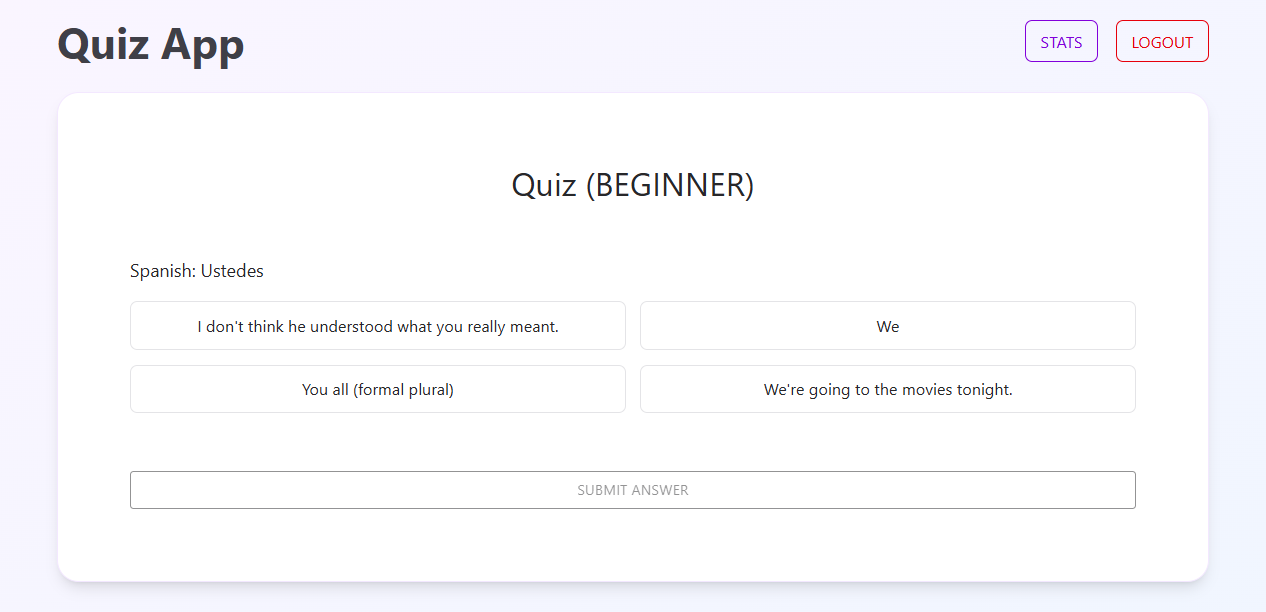 Quiz App
STATS
LOGOUT
Quiz (BEGINNER)
Spanish: Ustedes
I don't think he understood what you really meant.
We
You all (formal plural)
We're going to the movies tonight.
SUBMIT ANSWER